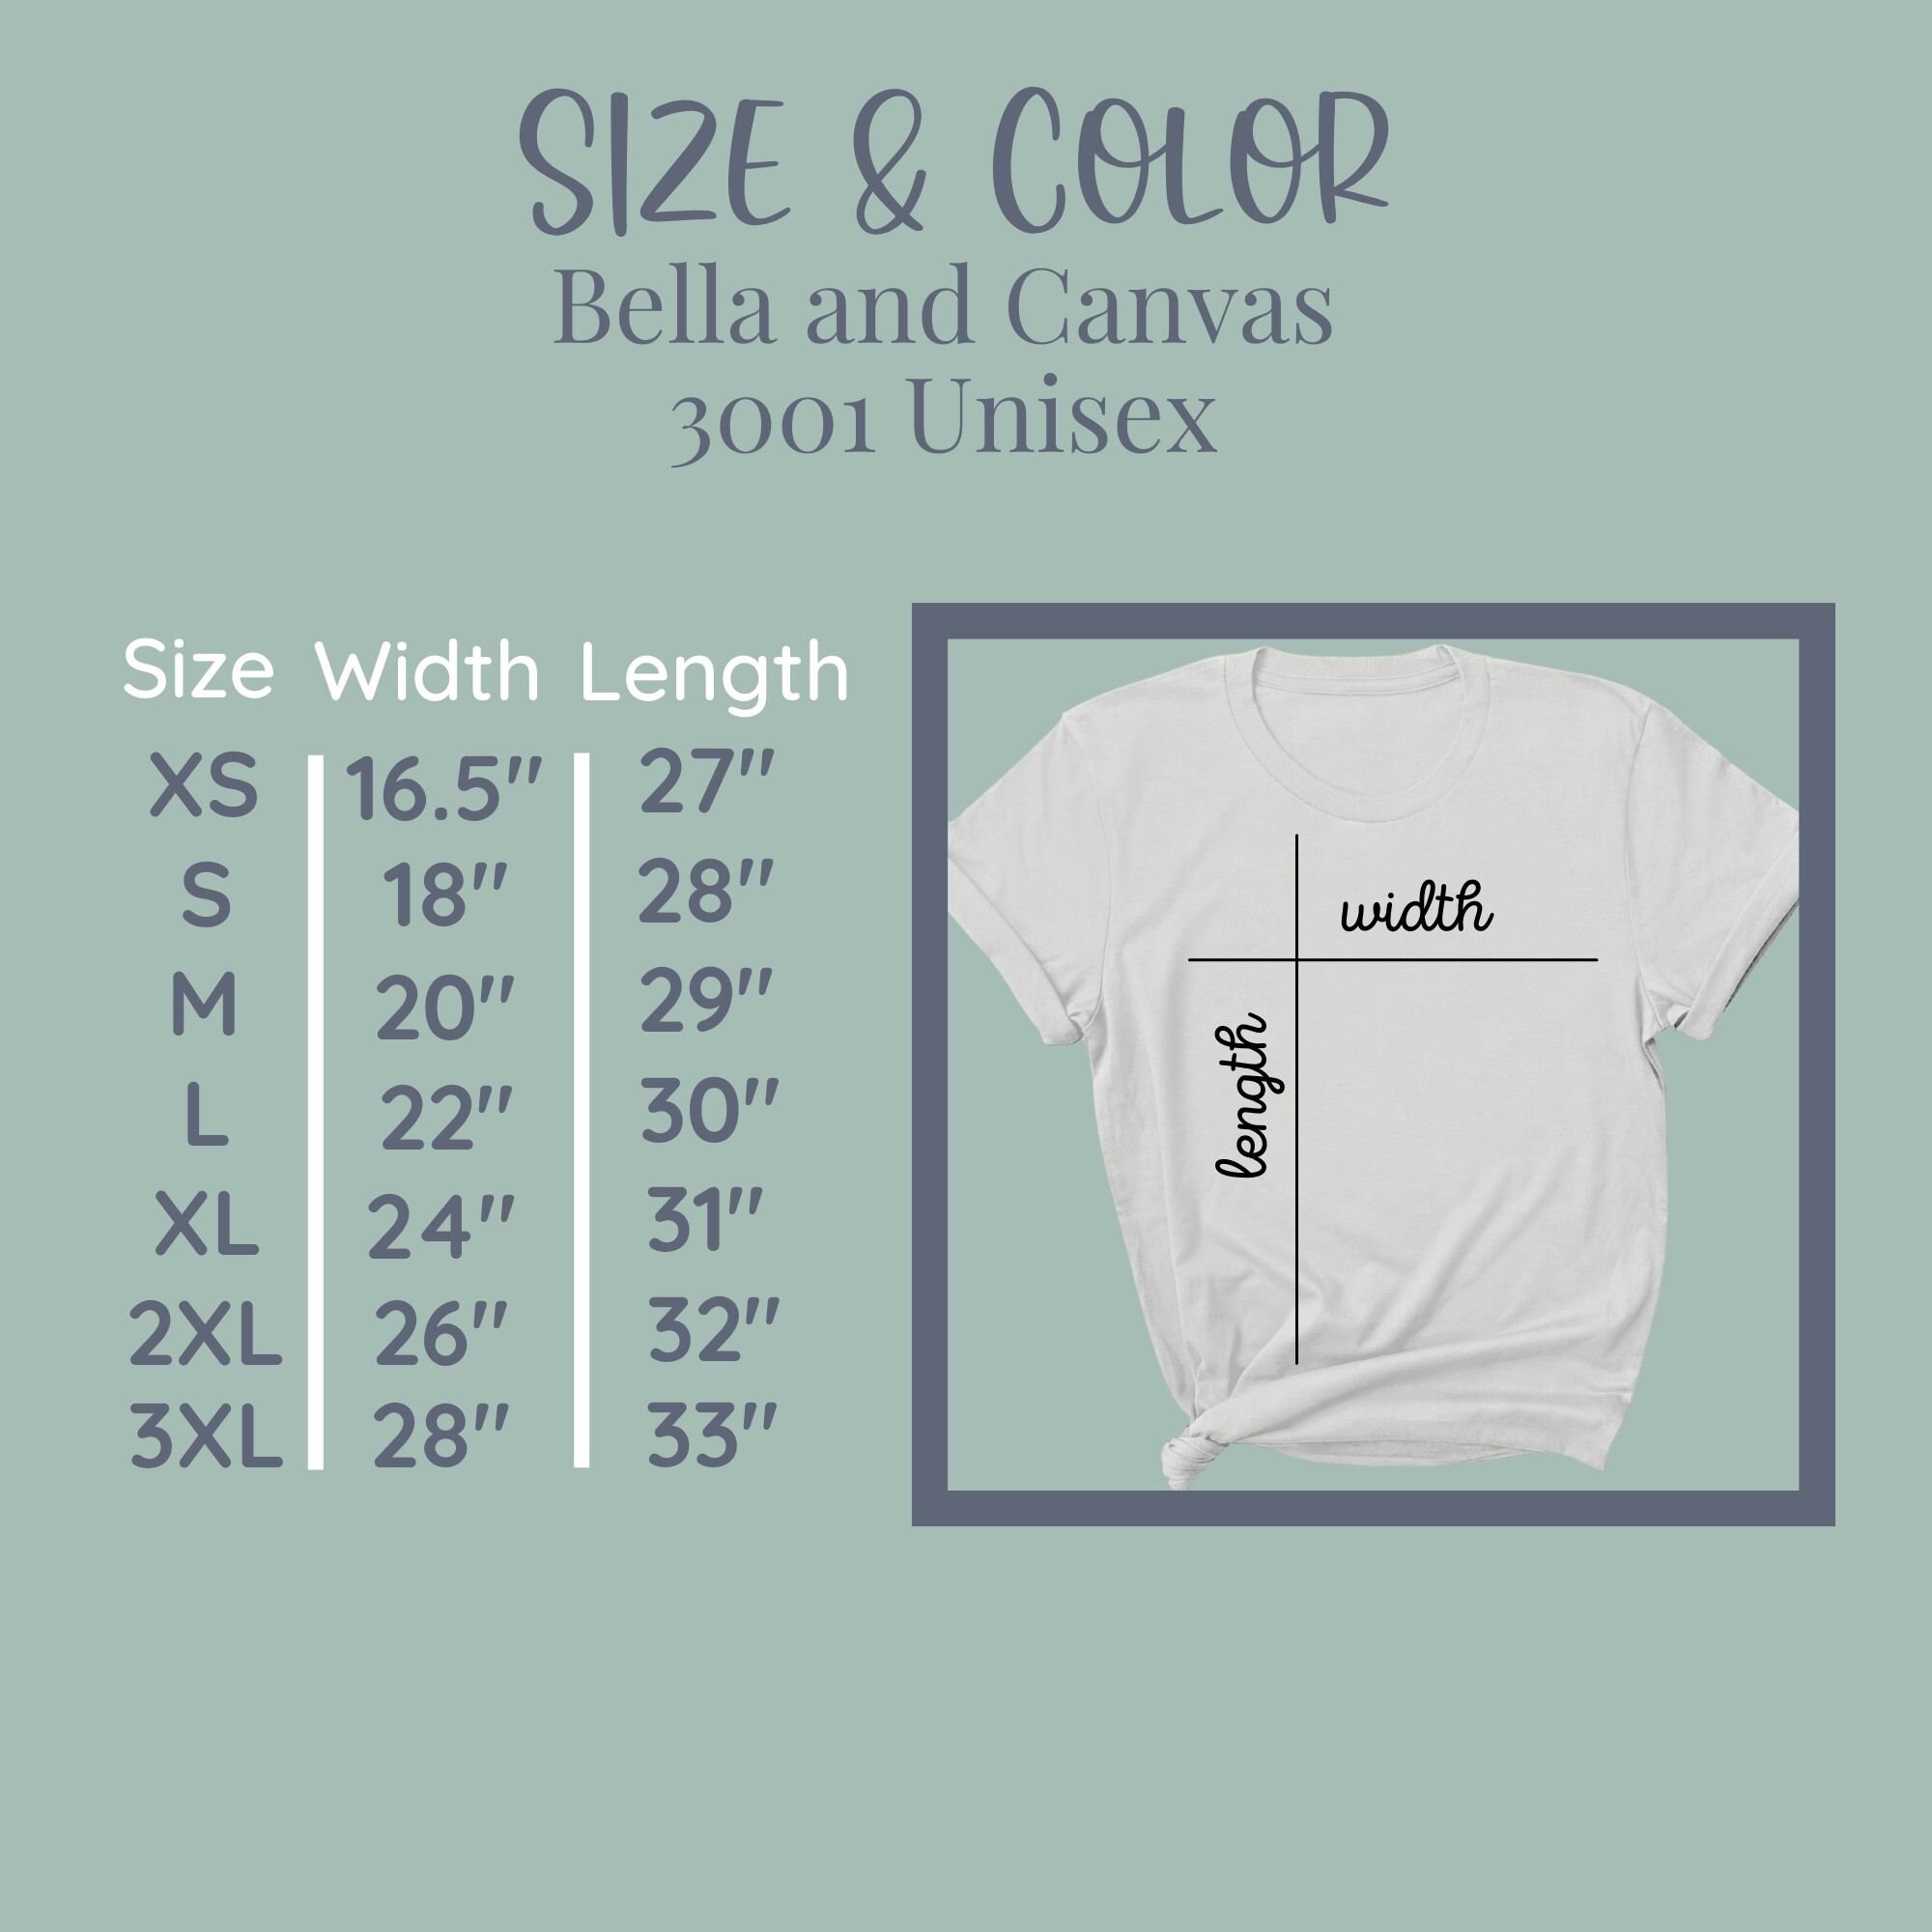 SIZE & COLOR
Bella and Canvas
3001 Unisex
Size Width Length
XS 16.5" 27"
S 18" 28"
M 20" 29"
L 22" 30"
XL 24" 31"
2XL 26" 32"
3XL 28" 33"
width
length